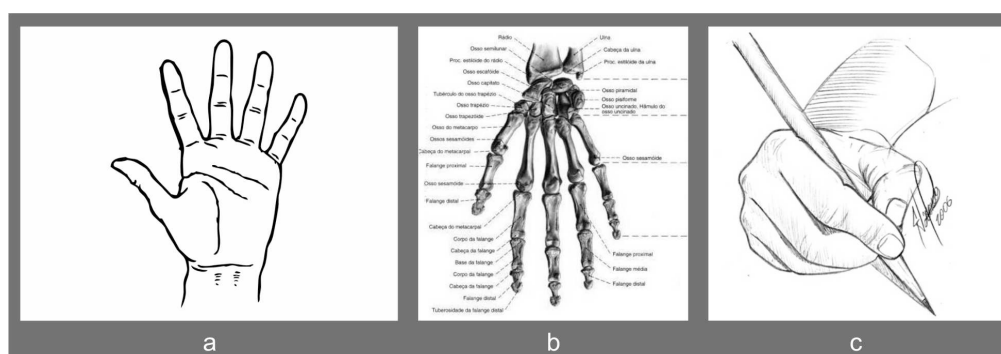 Rádio
Osso semilunar
Proc. estilóide do rádio
Osso escafóide
Osso capitato
Tubérculo do osso trapézio
Osso trapézio
Osso trapezóide
Osso do metacarpo
Ossos sesamóides
Cabeça do metacarpal
Falange proximal
Osso sesamóide
Falange distal
Cabeça do metacarpal
Corpo da falange
Cabeça da falange
Base da falange
Corpo da falange
Cabeça da falange
Falange distal
Tuberosidade da falange distal
Ulna
Cabeça da ulna
Proc. estilóide da ulna
Osso piramidal
Osso pisiforme
Osso uncinado, Hâmulo do
osso uncinado
Osso sesamóide
Falange proximal
Falange média
Falange distal
2006
a
b
c